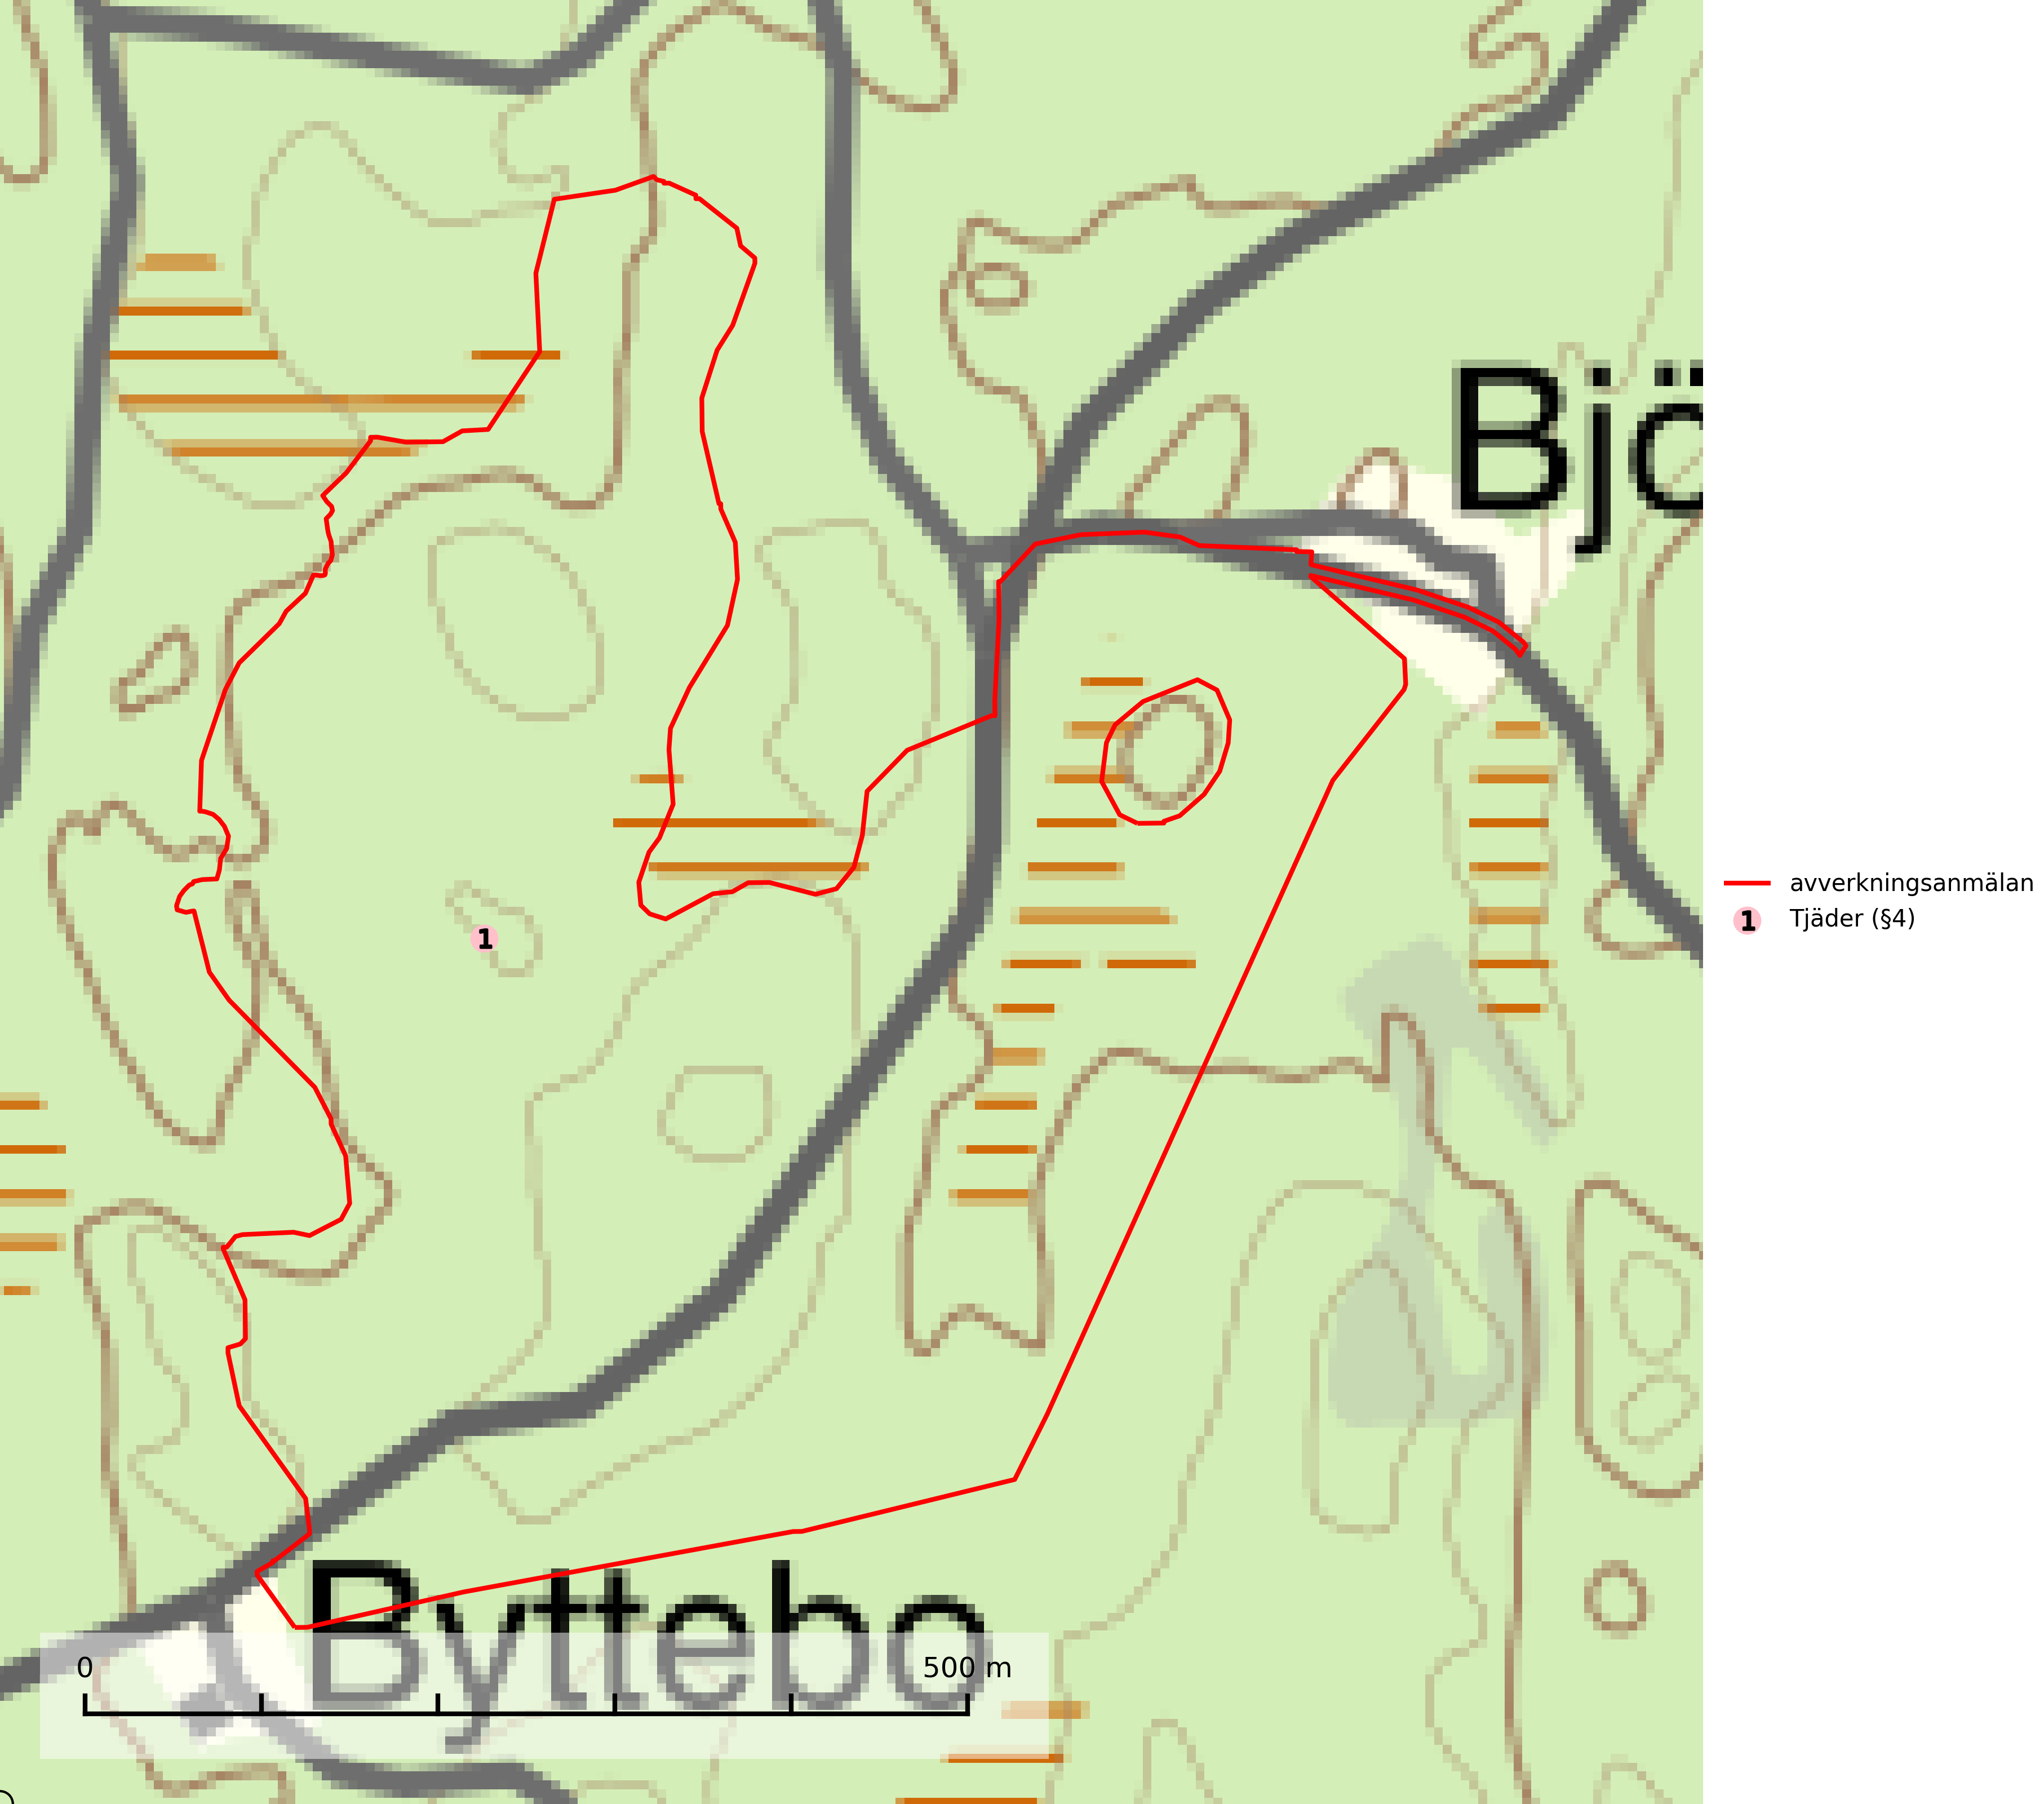 Bjö
1
avverkningsanmälan
1 Tjäder (§4)
Byttebo
0 500 m